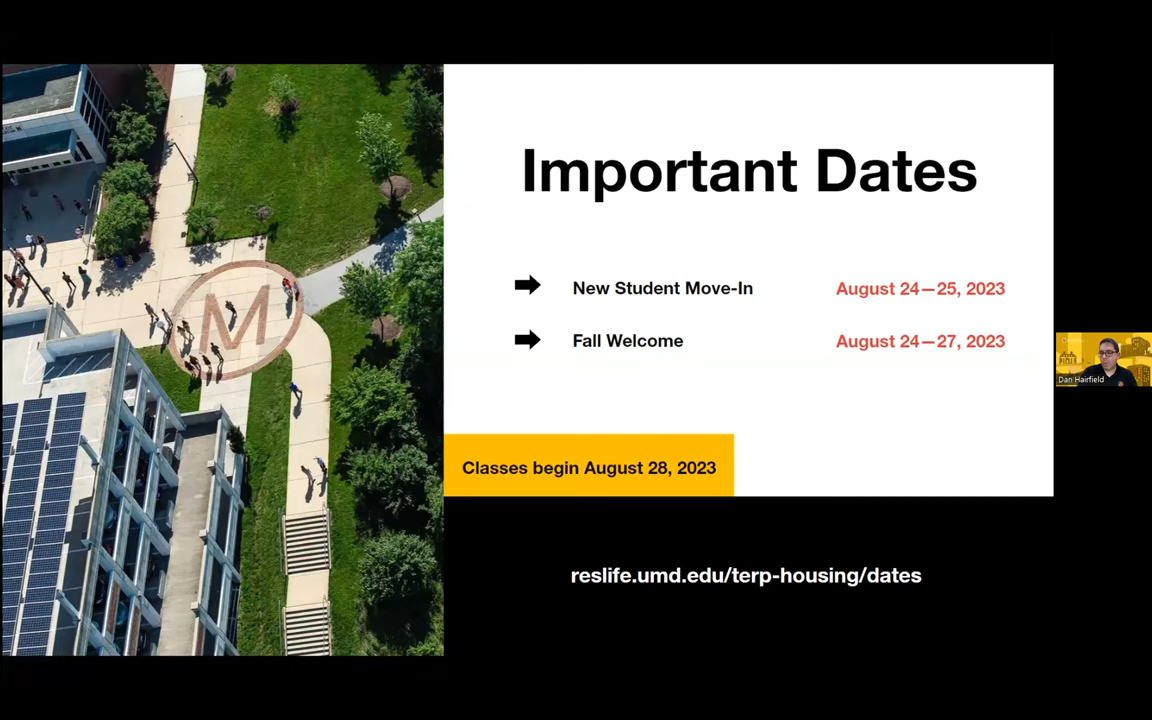 Important Dates
New Student Move-In August 24—25, 2023
Fall Welcome August 24—27, 2023
Classes begin August 28, 2023
reslife.umd.edu/terp-housing/dates
M
Dan Hairfield